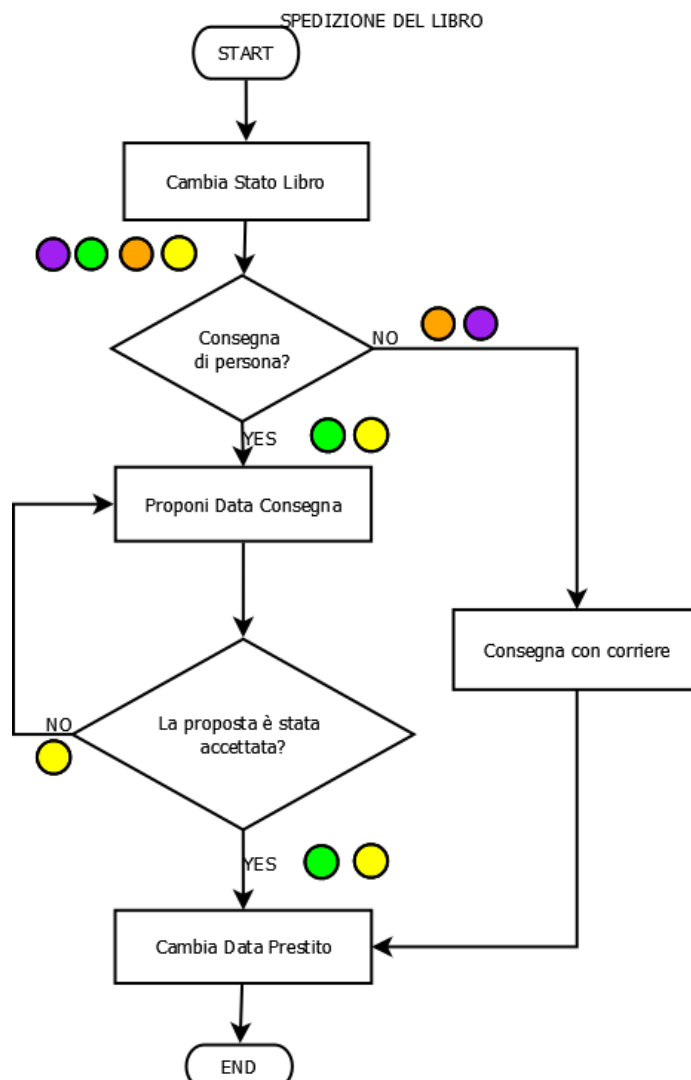 SPEDIZIONE DEL LIBRO
START
Cambia Stato Libro
Consegna
di persona?
NO
YES
Proponi Data Consegna
Consegna con corriere
La proposta è stata
accettata?
NO
YES
Cambia Data Prestito
END